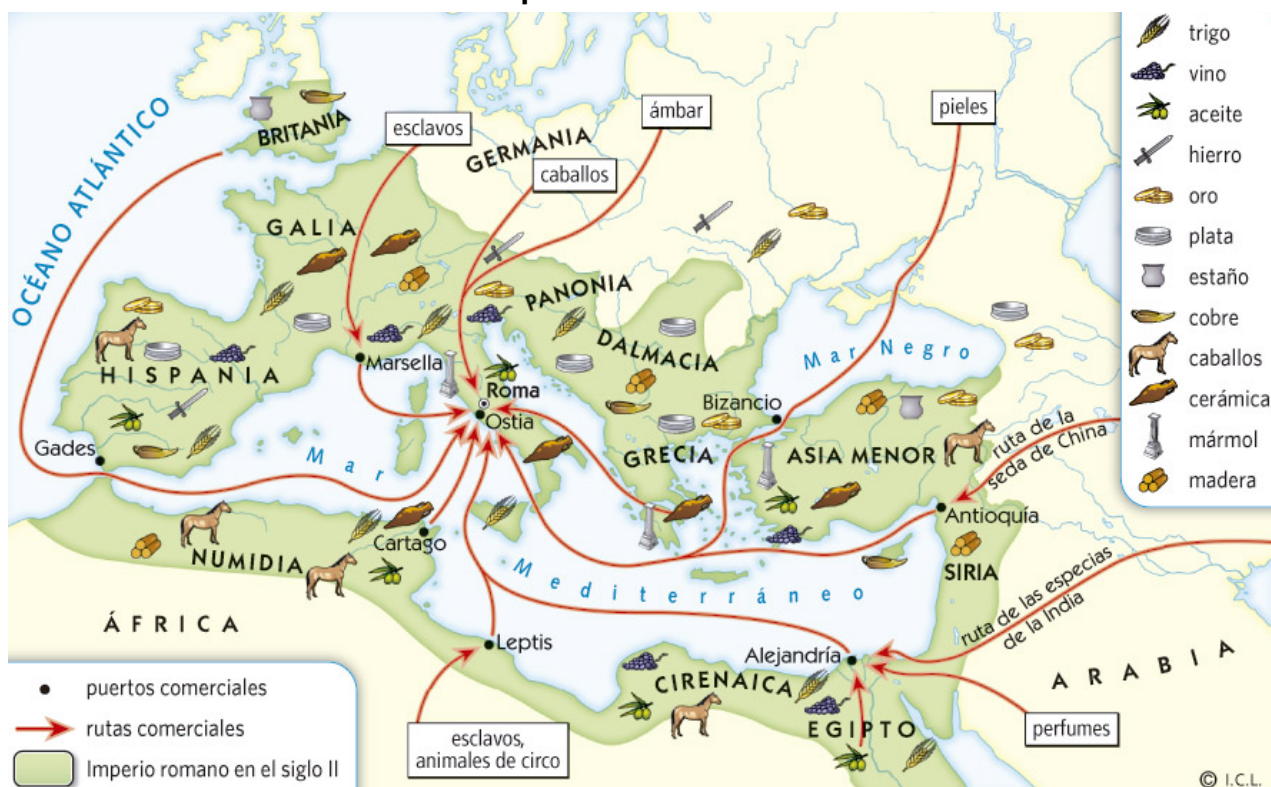 trigo
vino
aceite
hierro
oro
plata
estaño
cobre
caballos
cerámica
mármol
madera
OCÉANO ATLÁNTICO
BRITANIA
esclavos
GERMANIA
ámbar
caballos
pieles
GALIA
PANONIA
DALMACIA
Mar Negro
HISPANIA
Marsella
Roma
Ostia
Bizancio
GRECIA
ASIA MENOR
ruta de la
seda de China
Gades
Mar
Mediterráneo
Cartago
NUMIDIA
Antioquía
SIRIA
ruta de las especias
de la India
ÁFRICA
Leptis
Alejandría
CIRENAICA
EGIPTO
ARABIA
perfumes
esclavos,
animales de circo
puertos comerciales
rutas comerciales
Imperio romano en el siglo II
© I.C.L.